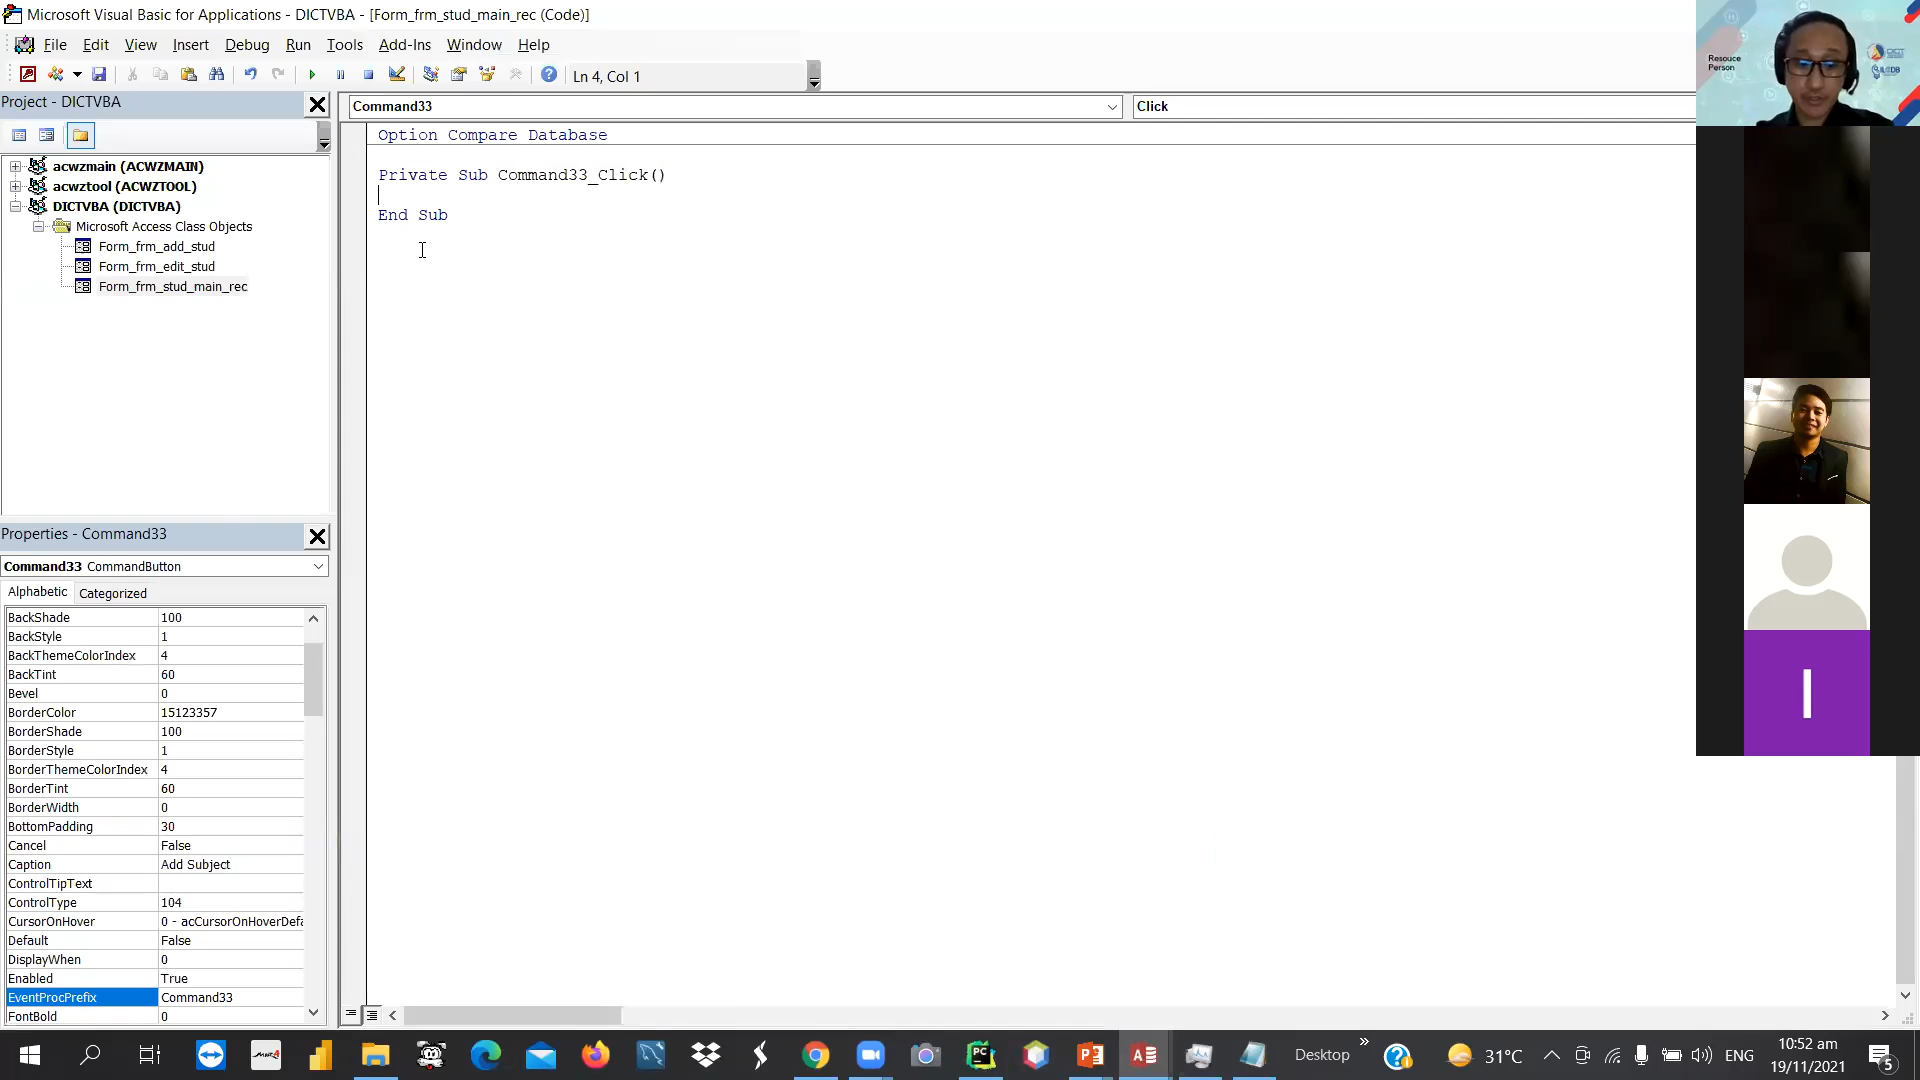 Microsoft Visual Basic for Applications - DICTVBA - [Form_frm_stud_main_rec (Code)]
File Edit View Insert Debug Run Tools Add-Ins Window Help
Ln 4, Col 1
Project - DICTVBA
acwzmain (ACWZMAIN)
acwztool (ACWZTOOL)
DICTVBA (DICTVBA)
Microsoft Access Class Objects
Form_frm_add_stud
Form_frm_edit_stud
Form_frm_stud_main_rec
Properties - Command33
Command33 CommandButton
Alphabetic Categorized
BackShade 100
BackStyle 1
BackThemeColorIndex 4
BackTint 60
Bevel 0
BorderColor 15123357
BorderShade 100
BorderStyle 1
BorderThemeColorIndex 4
BorderTint 60
BorderWidth 0
BottomPadding 30
Cancel False
Caption Add Subject
ControlTipText
ControlType 104
CursorOnHover 0 - acCursorOnHoverDefa
Default False
DisplayWhen 0
Enabled True
EventProcPrefix Command33
FontBold 0
Command33 Click
Option Compare Database
Private Sub Command33_Click()
End Sub
Resouce
Person
DICT
ILCDB
I
Desktop
31°C
ENG
10:52 am
19/11/2021
5